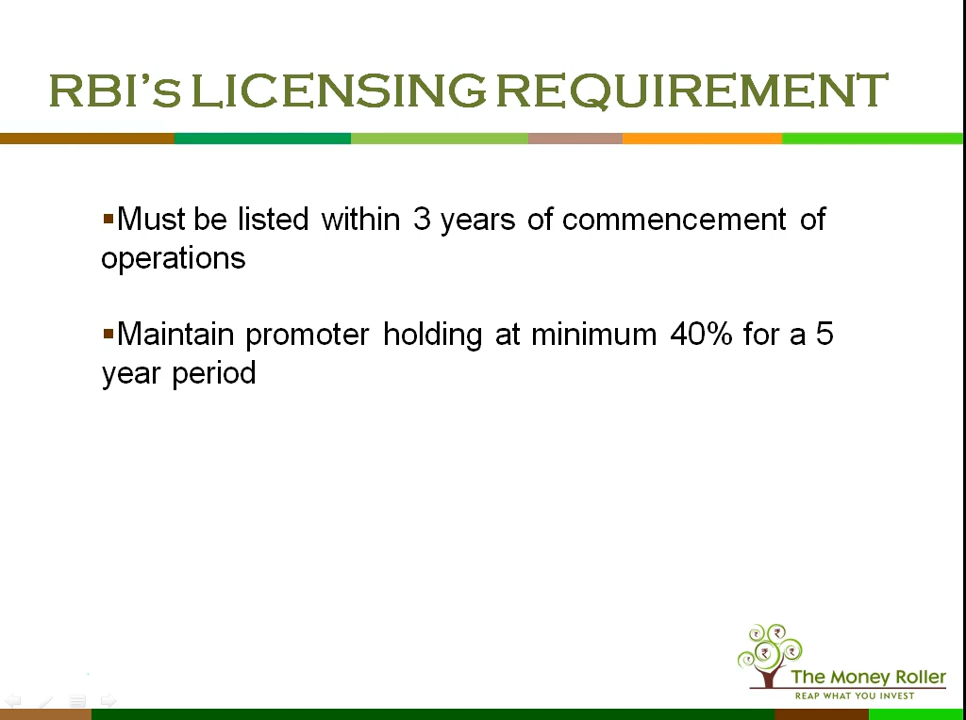 RBI’s LICENSING REQUIREMENT
▪Must be listed within 3 years of commencement of
operations
▪Maintain promoter holding at minimum 40% for a 5
year period
The Money Roller
REAP WHAT YOU INVEST